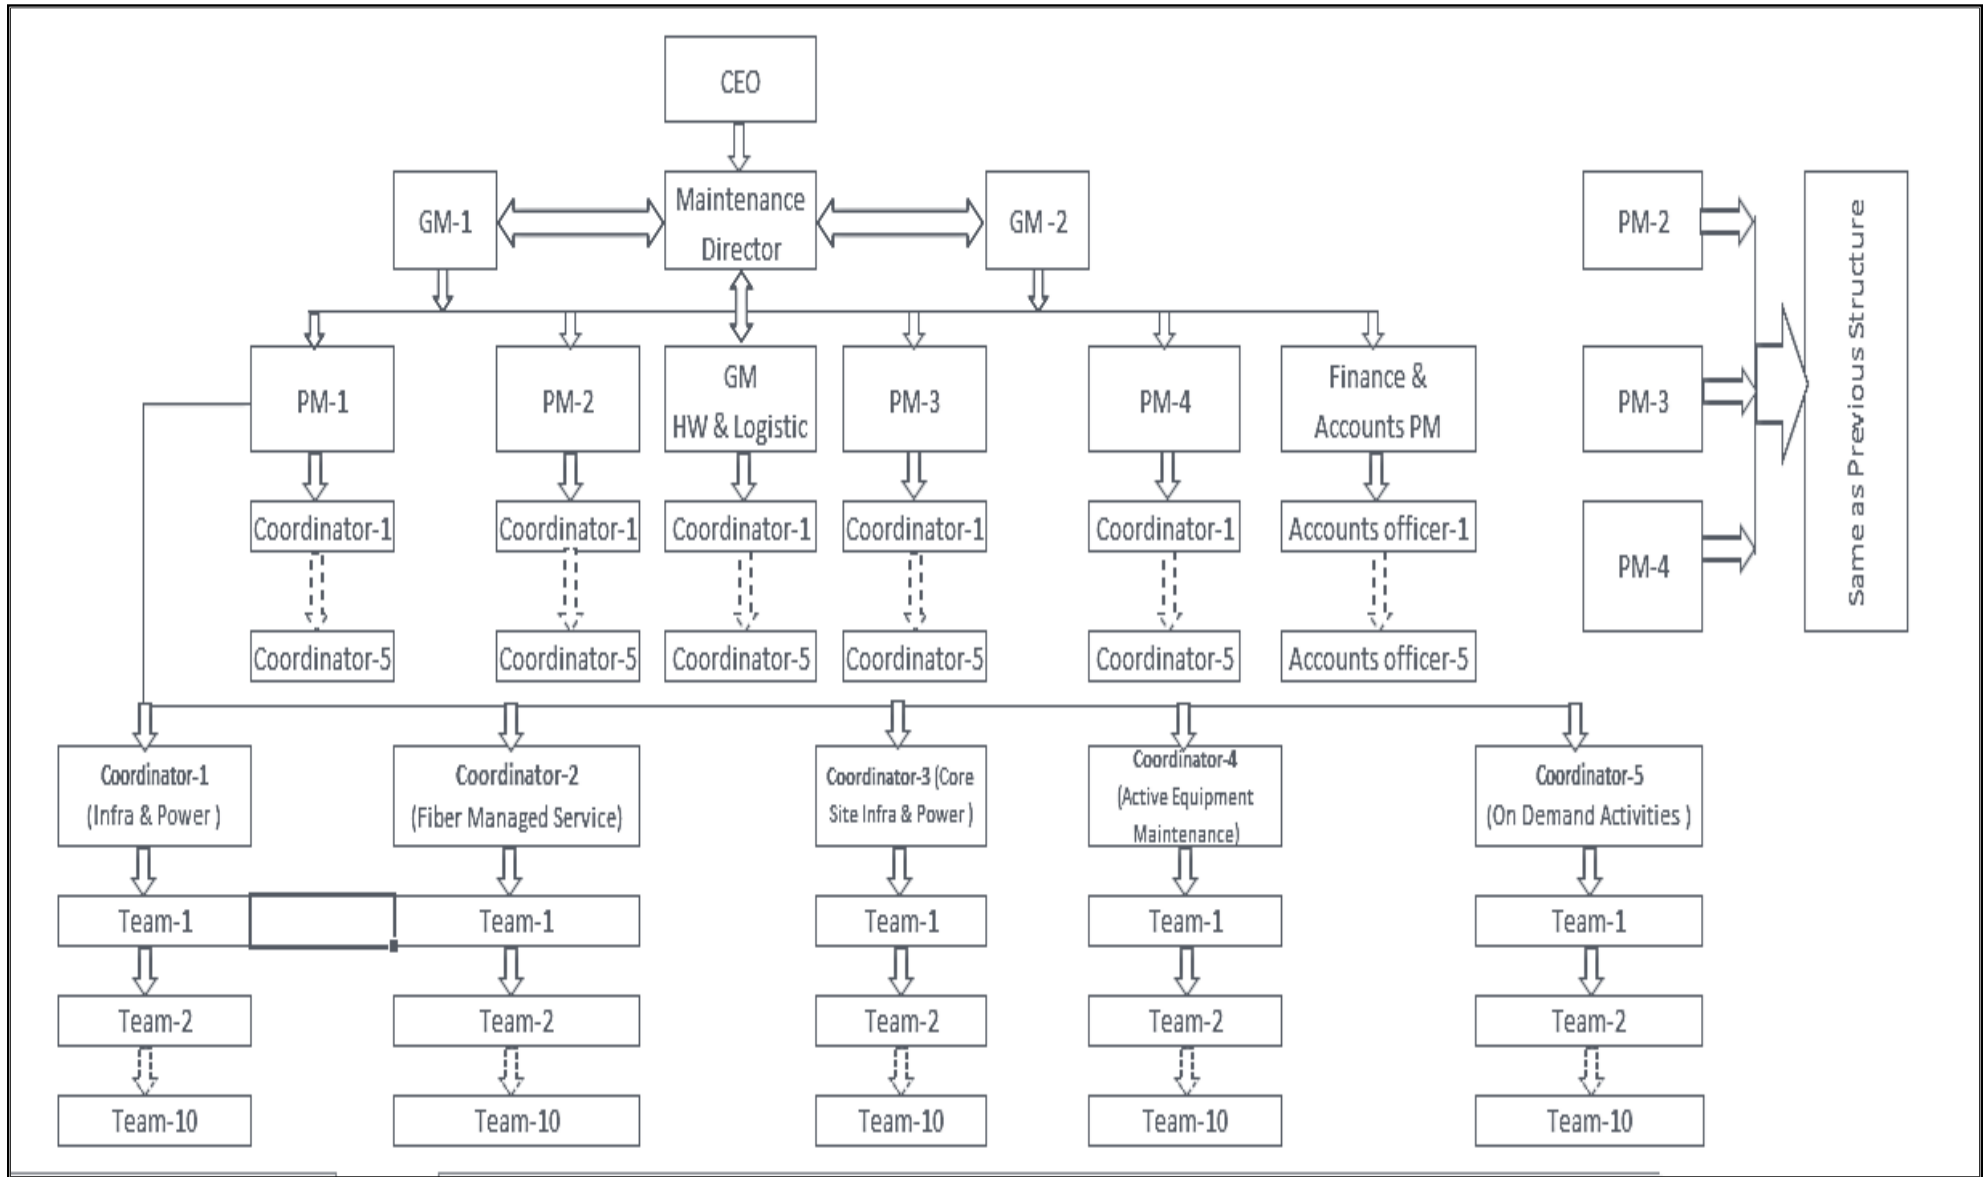 CEO
GM-1
Maintenance
Director
GM -2
PM-1
PM-2
GM
HW & Logistic
PM-3
PM-4
Finance &
Accounts PM
Coordinator-1
Coordinator-1
Coordinator-1
Coordinator-1
Coordinator-1
Accounts officer-1
Coordinator-5
Coordinator-5
Coordinator-5
Coordinator-5
Coordinator-5
Accounts officer-5
PM-2
PM-3
PM-4
Same as Previous Structure
Coordinator-1
(Infra & Power )
Coordinator-2
(Fiber Managed Service)
Coordinator-3 (Core
Site Infra & Power )
Coordinator-4
(Active Equipment
Maintenance)
Coordinator-5
(On Demand Activities )
Team-1
Team-1
Team-1
Team-1
Team-1
Team-2
Team-2
Team-2
Team-2
Team-2
Team-10
Team-10
Team-10
Team-10
Team-10